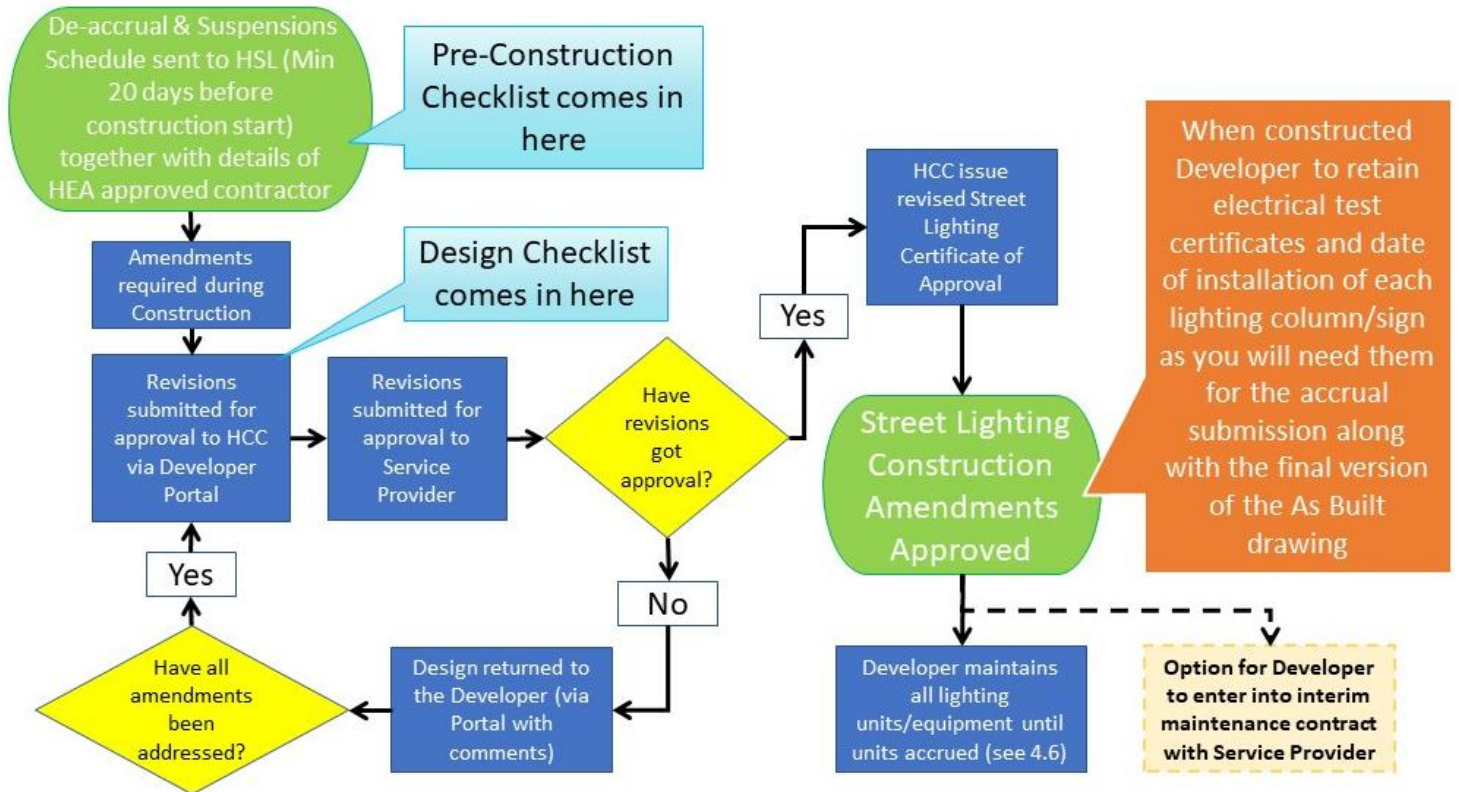 De-accrual & Suspensions
Schedule sent to HSL (Min
20 days before
construction start)
together with details of
HEA approved contractor
Pre-Construction
Checklist comes in
here
Amendments
required during
Construction
Design Checklist
comes in here
Revisions
submitted for
approval to HCC
via Developer
Portal
Revisions
submitted for
approval to
Service
Provider
Have
revisions
got
approval?
Yes
HCC issue
revised Street
Lighting
Certificate of
Approval
When constructed
Developer to retain
electrical test
certificates and date
of installation of each
lighting column/sign
as you will need them
for the accrual
submission along
with the final version
of the As Built
drawing
Street Lighting
Construction
Amendments
Approved
No
Yes
Have all
amendments
been
addressed?
Design returned to
the Developer (via
Portal with
comments)
Developer maintains
all lighting
units/equipment until
units accrued (see 4.6)
Option for Developer
to enter into interim
maintenance contract
with Service Provider